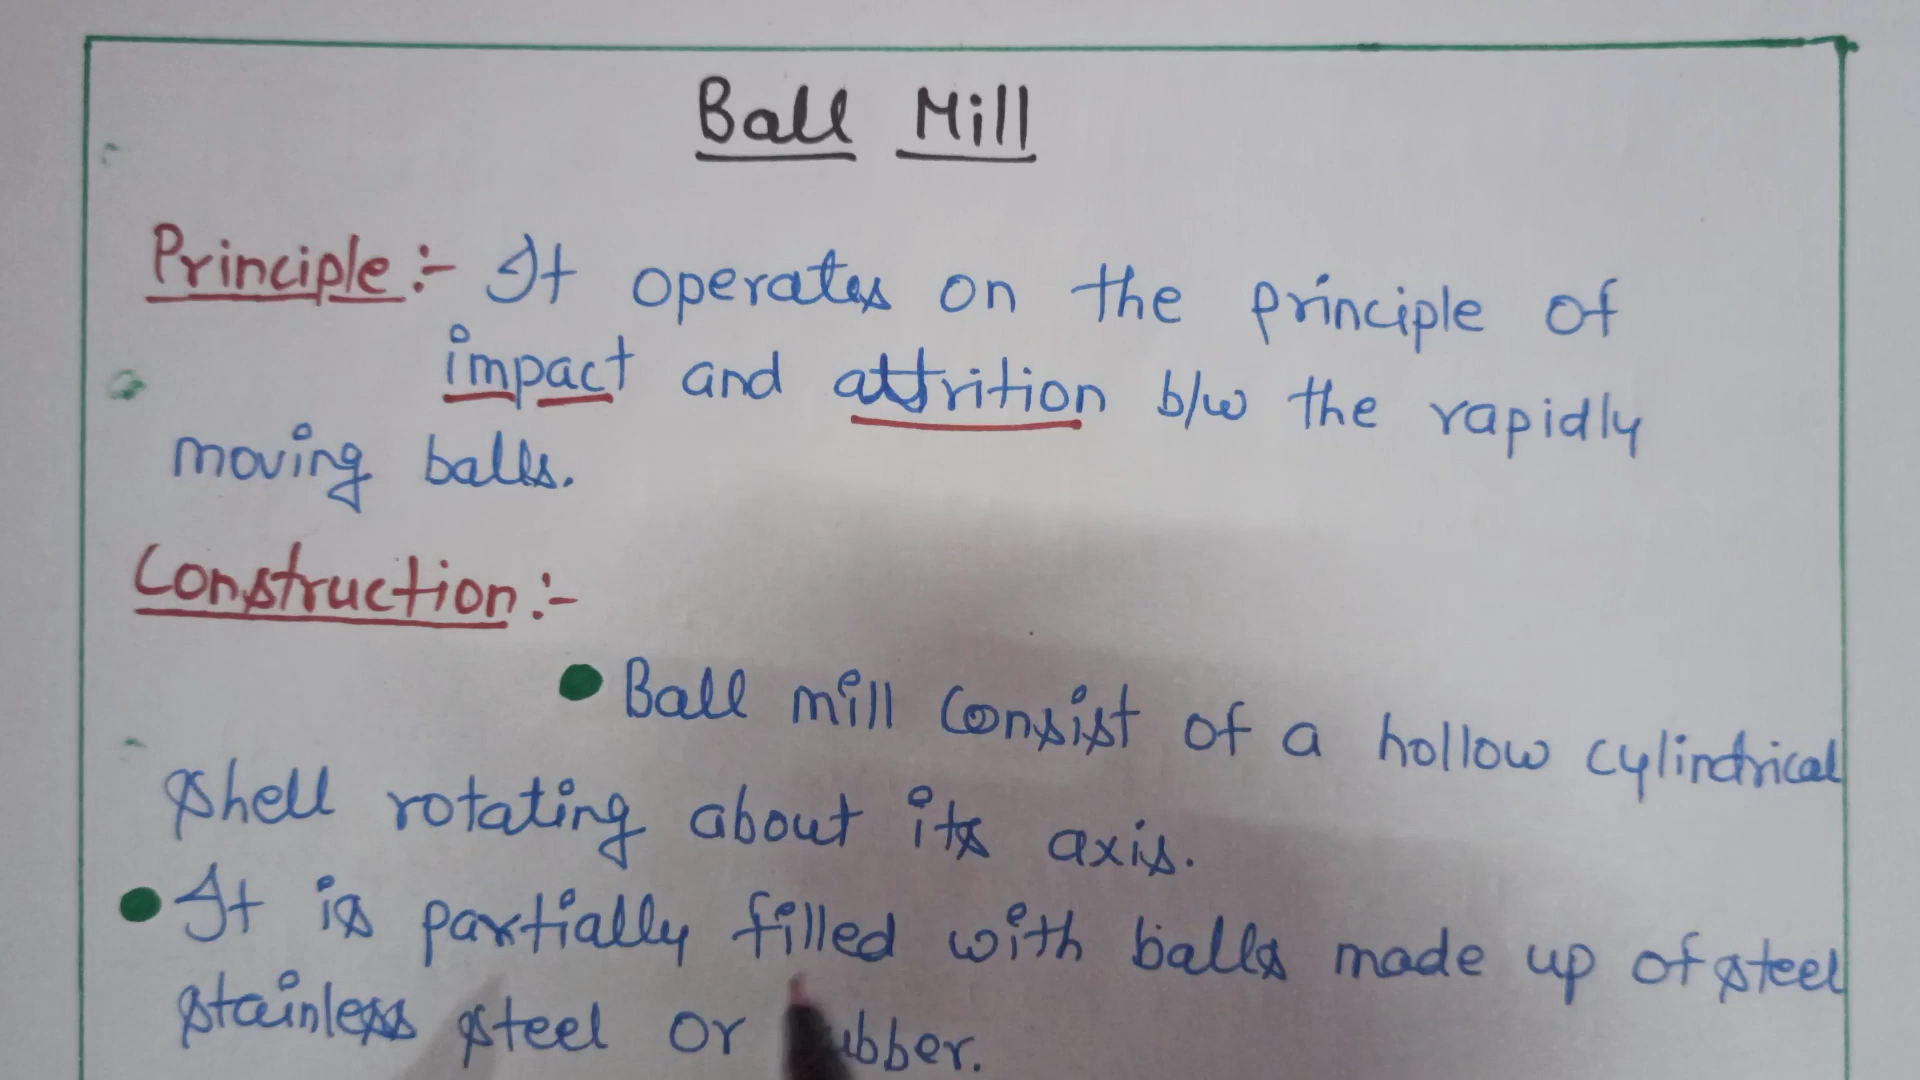 Ball Mill
Principle :- It operates on the principle of
impact and attrition b/w the rapidly
moving balls.
Construction :-
Ball mill consist of a hollow cylindrical
shell rotating about its axis.
It is partially filled with balls made up of steel
stainless steel or